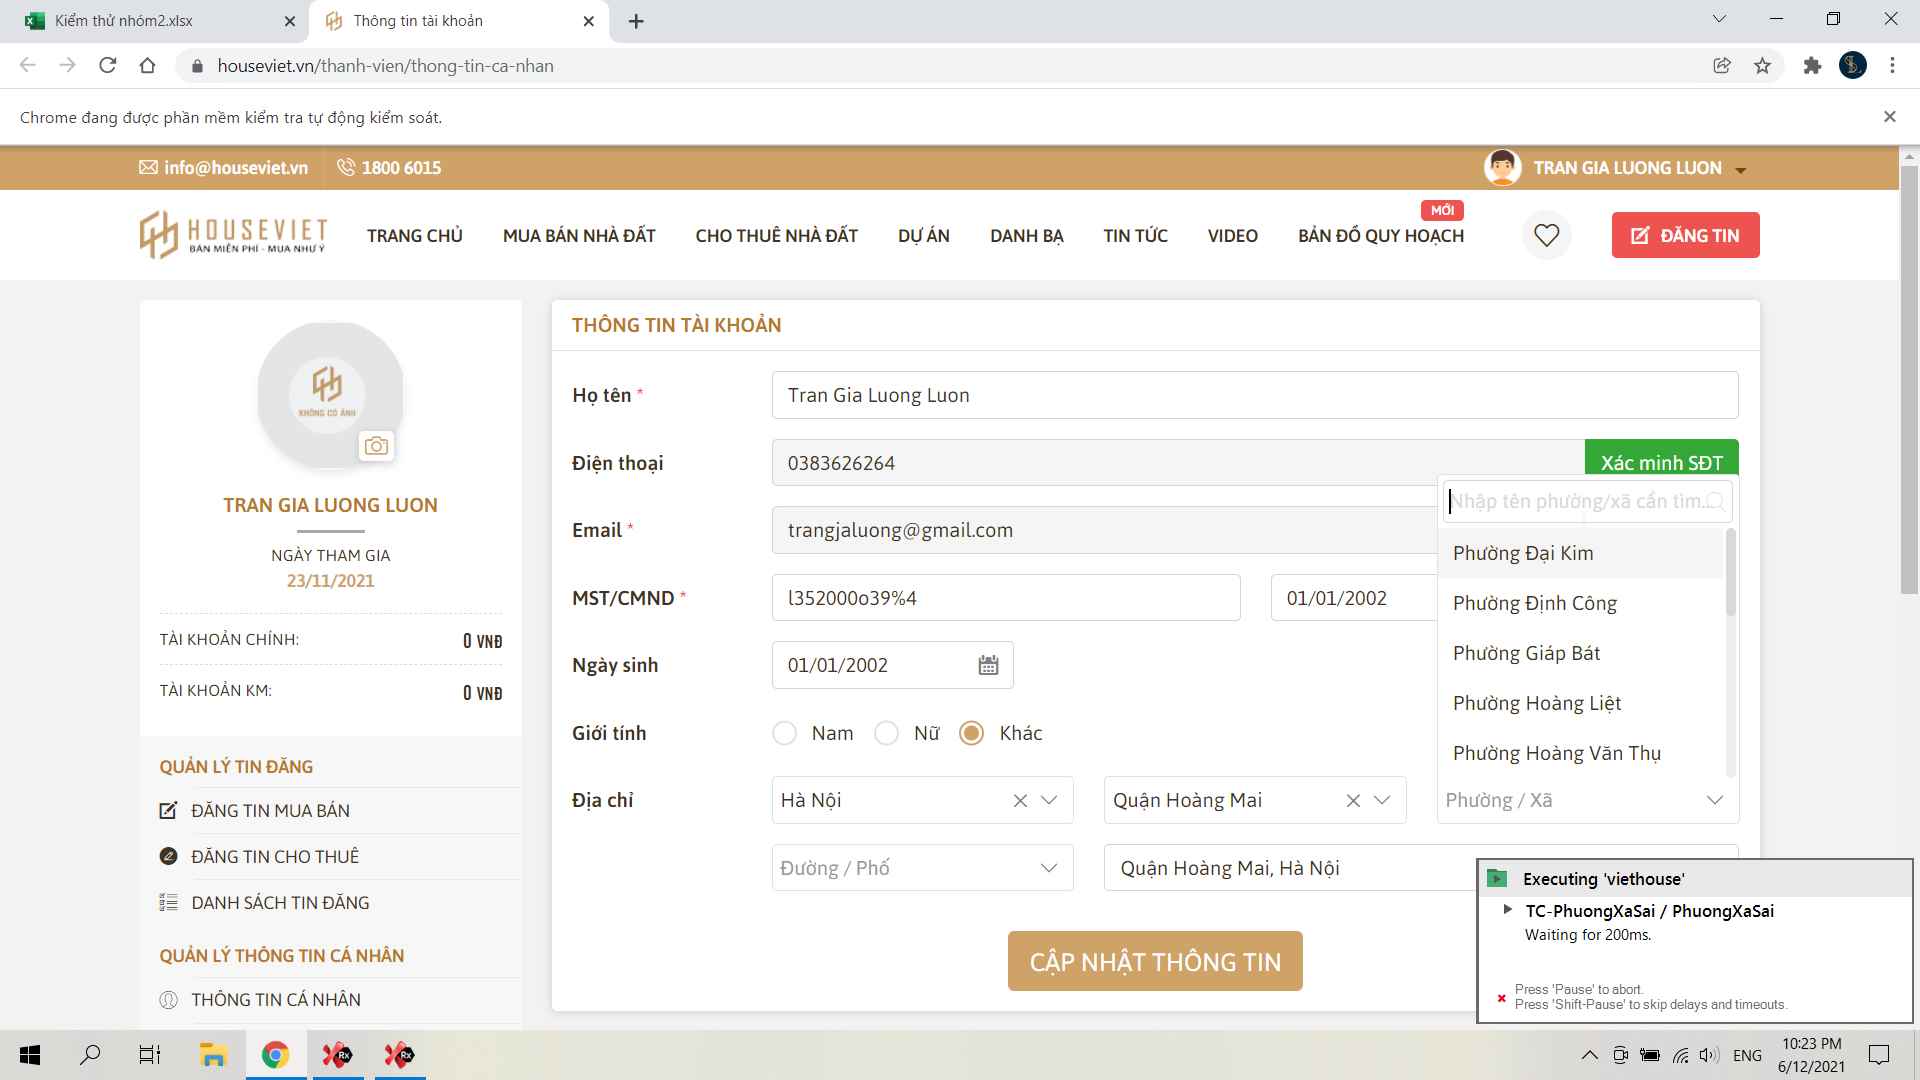 Kiểm thử nhóm2.xlsx
Thông tin tài khoản
houseviet.vn/thanh-vien/thong-tin-ca-nhan
Chrome đang được phần mềm kiểm tra tự động kiểm soát.
info@houseviet.vn
1800 6015
TRAN GIA LUONG LUON
HOUSEVIET
BÁN MIỄN PHÍ - MUA NHƯ Ý
TRANG CHỦ
MUA BÁN NHÀ ĐẤT
CHO THUÊ NHÀ ĐẤT
DỰ ÁN
DANH BẠ
TIN TỨC
VIDEO
BẢN ĐỒ QUY HOẠCH
MỚI
ĐĂNG TIN
KHÔNG CÓ ẢNH
TRAN GIA LUONG LUON
NGÀY THAM GIA
23/11/2021
TÀI KHOẢN CHÍNH: 0 VNĐ
TÀI KHOẢN KM: 0 VNĐ
QUẢN LÝ TIN ĐĂNG
ĐĂNG TIN MUA BÁN
ĐĂNG TIN CHO THUÊ
DANH SÁCH TIN ĐĂNG
QUẢN LÝ THÔNG TIN CÁ NHÂN
THÔNG TIN CÁ NHÂN
THÔNG TIN TÀI KHOẢN
Họ tên * Tran Gia Luong Luon
Điện thoại 0383626264 Xác minh SĐT
Email * trangjaluong@gmail.com
MST/CMND * l352000o39%4 01/01/2002
Ngày sinh 01/01/2002
Giới tính Nam Nữ Khác
Địa chỉ Hà Nội Quận Hoàng Mai Phường / Xã
Đường / Phố Quận Hoàng Mai, Hà Nội
CẬP NHẬT THÔNG TIN
Nhập tên phường/xã cần tìm...
Phường Đại Kim
Phường Định Công
Phường Giáp Bát
Phường Hoàng Liệt
Phường Hoàng Văn Thụ
Executing 'viethouse'
TC-PhuongXaSai / PhuongXaSai
Waiting for 200ms.
Press 'Pause' to abort.
Press 'Shift-Pause' to skip delays and timeouts.
Rx
Rx
ENG
10:23 PM
6/12/2021